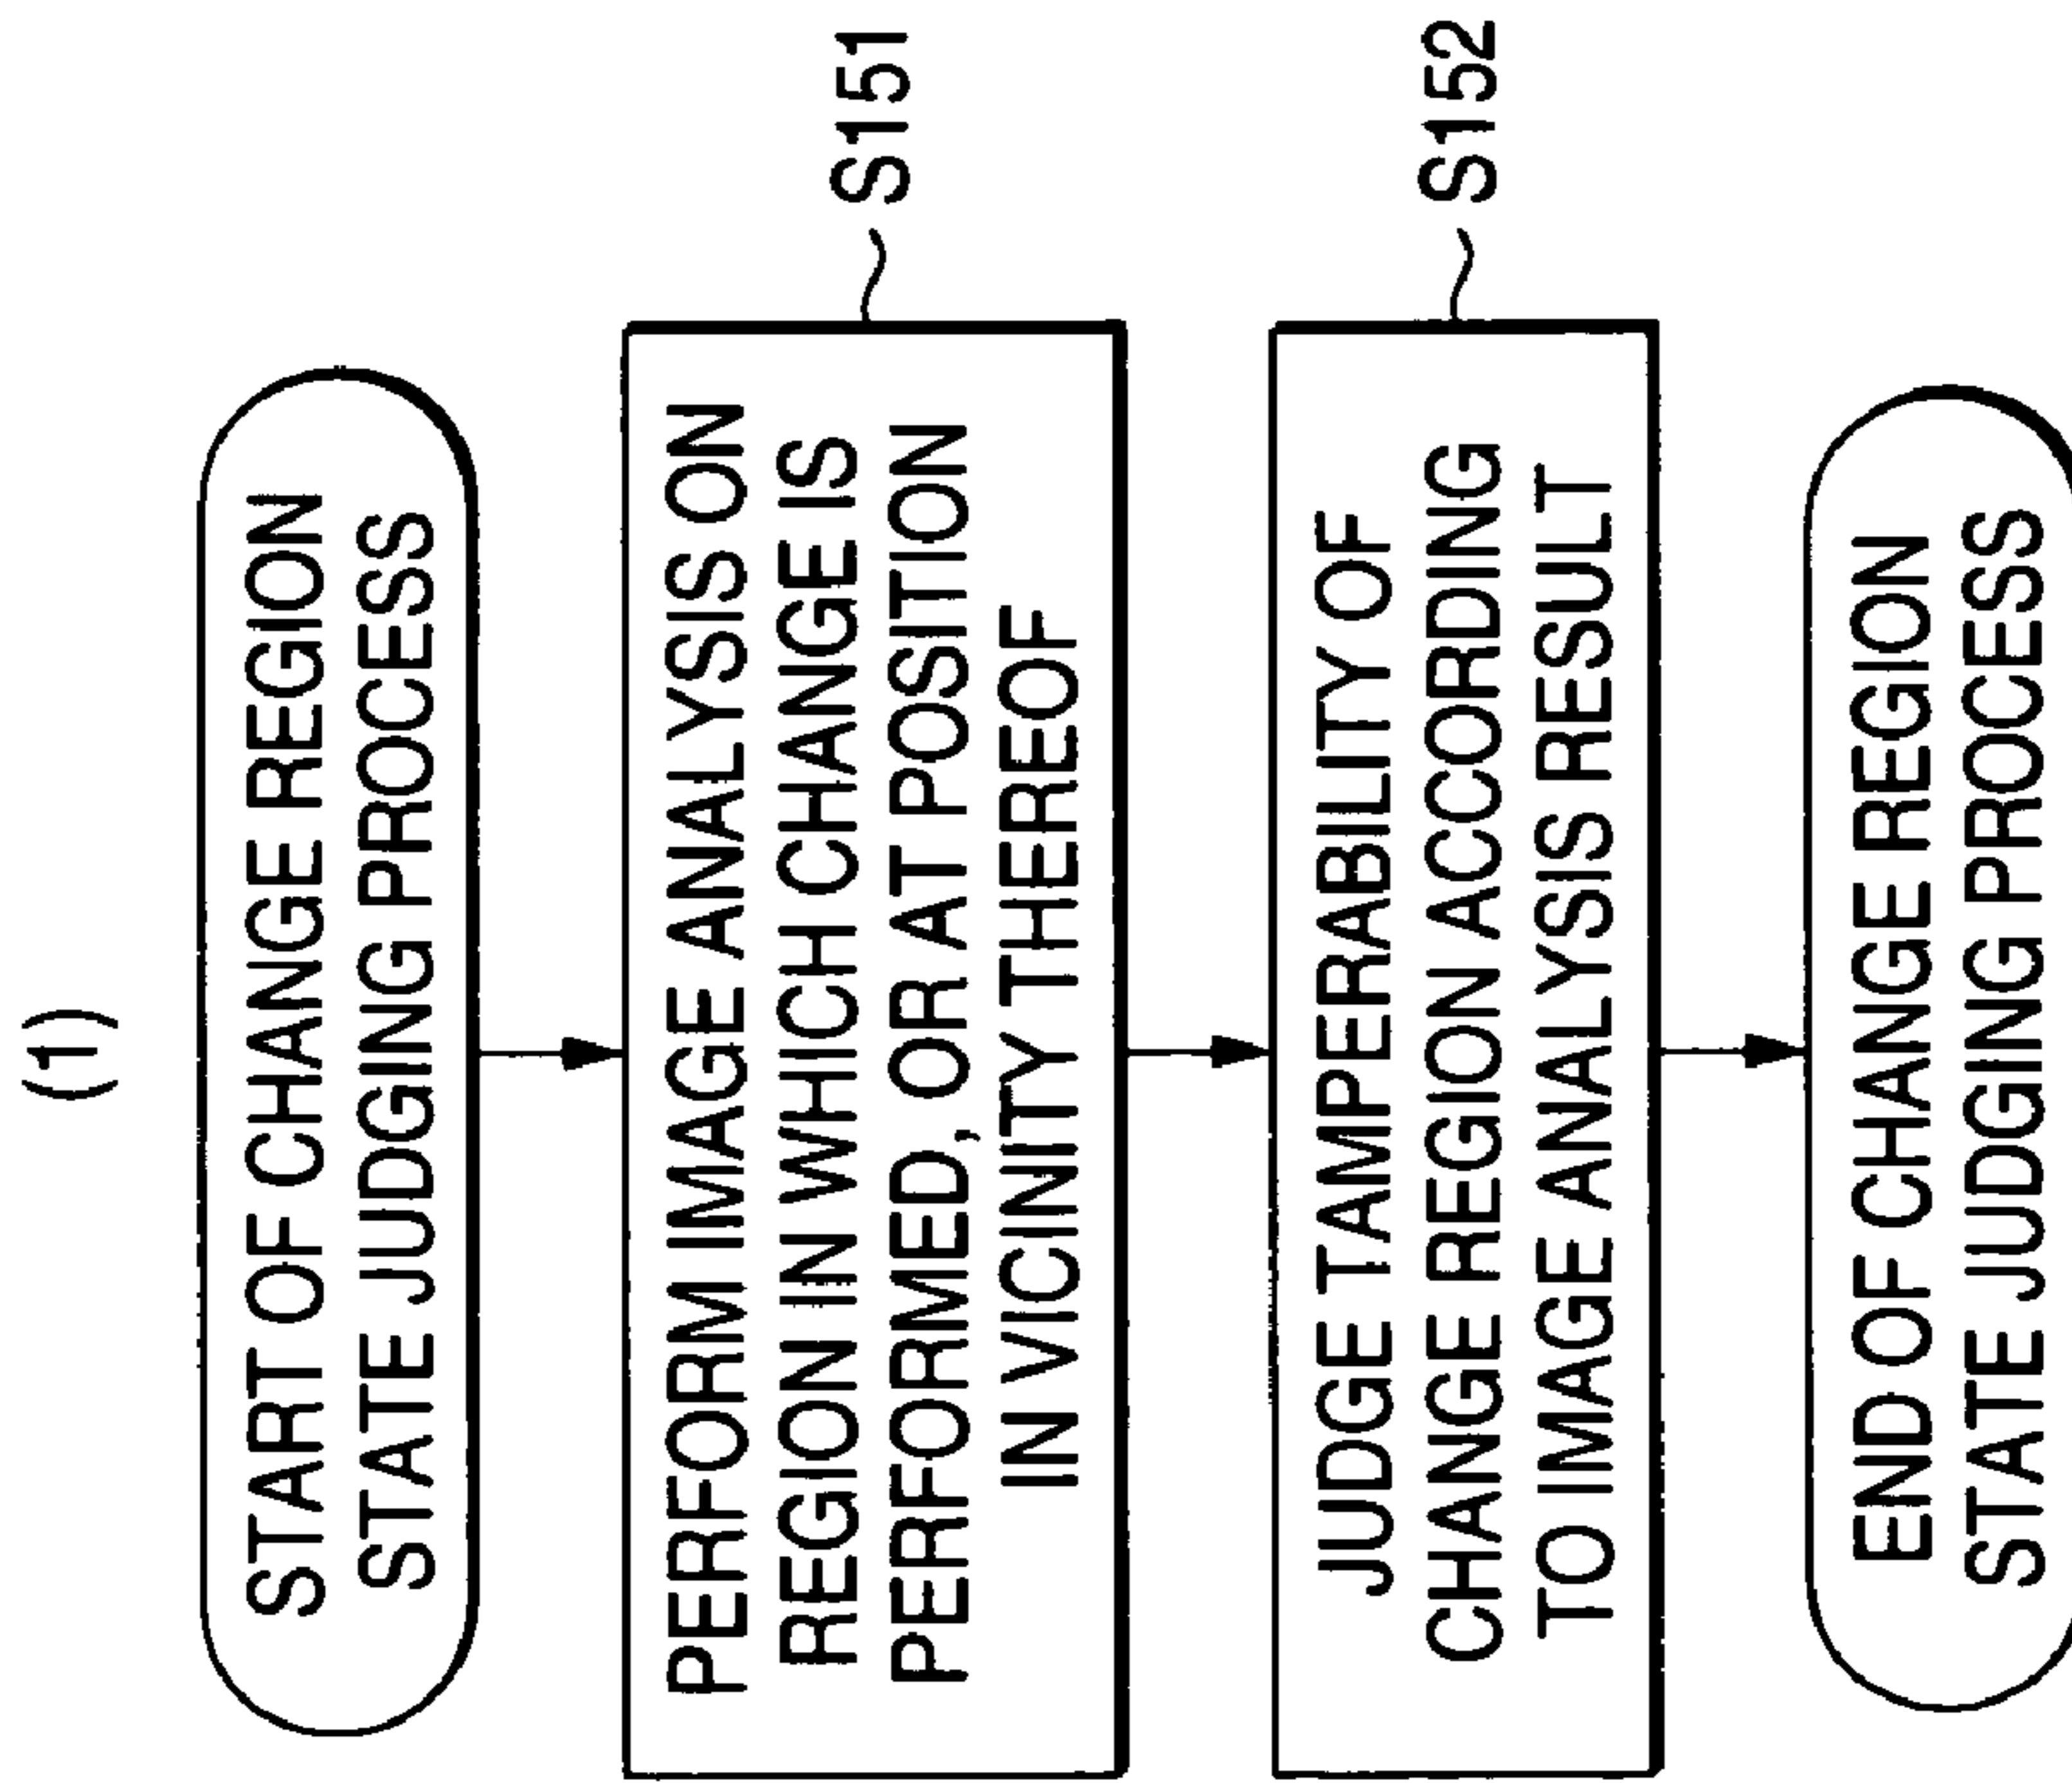 (1)
START OF CHANGE REGION
STATE JUDGING PROCESS
PERFORM IMAGE ANALYSIS ON
REGION IN WHICH CHANGE IS
PERFORMED, OR AT POSITION
IN VICINITY THEREOF
S151
JUDGE TAMPERABILITY OF
CHANGE REGION ACCORDING
TO IMAGE ANALYSIS RESULT
S152
END OF CHANGE REGION
STATE JUDGING PROCESS